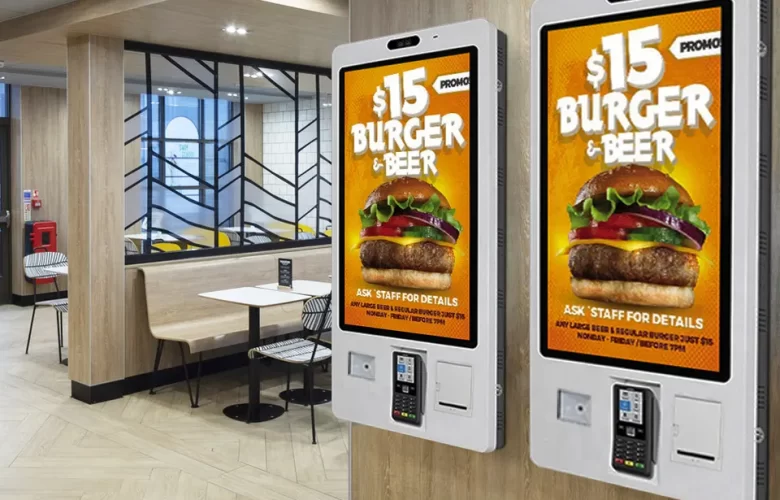 $15
PROMO!
BURGER
& BEER
ASK 'STAFF FOR DETAILS
ANY LARGE BEER & REGULAR BURGER JUST $15
MONDAY - FRIDAY / BEFORE 7PM
$15
PROMO!
BURGER
& BEER
ASK 'STAFF FOR DETAILS
ANY LARGE BEER & REGULAR BURGER JUST $15
MONDAY - FRIDAY / BEFORE 7PM